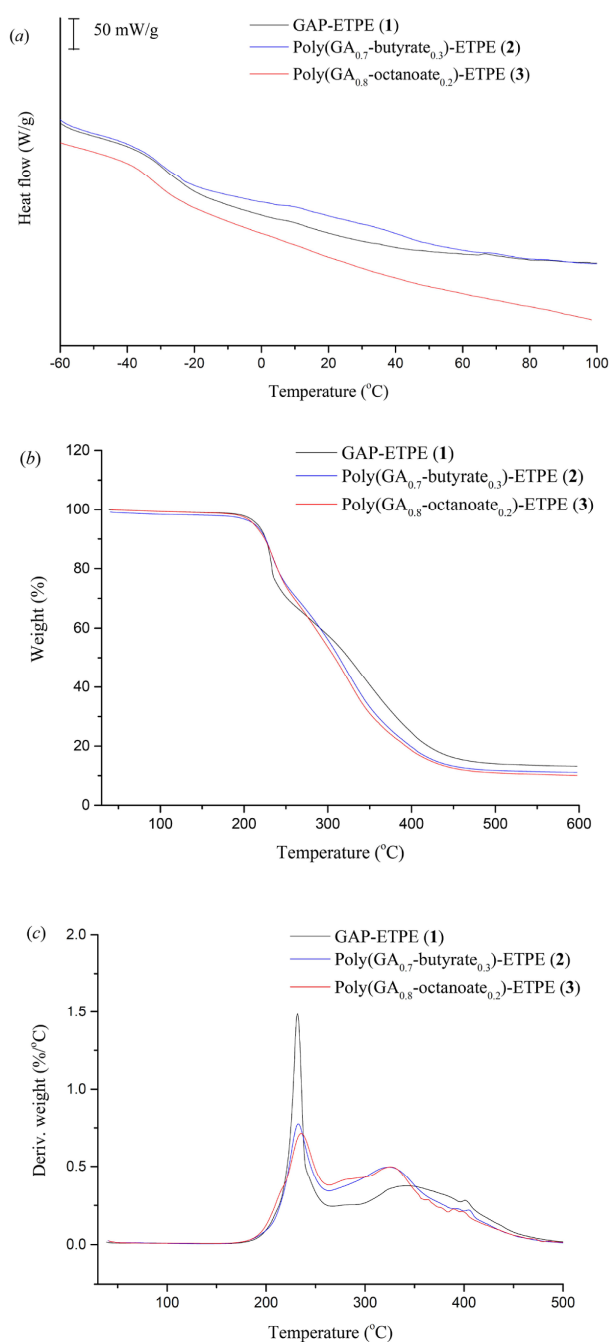 (a)
50 mW/g
GAP-ETPE (1)
Poly(GA0.7-butyrate0.3)-ETPE (2)
Poly(GA0.8-octanoate0.2)-ETPE (3)
Heat flow (W/g)
-60 -40 -20 0 20 40 60 80 100
Temperature (°C)
(b)
GAP-ETPE (1)
Poly(GA0.7-butyrate0.3)-ETPE (2)
Poly(GA0.8-octanoate0.2)-ETPE (3)
Weight (%)
120
100
80
60
40
20
0
100 200 300 400 500 600
Temperature (°C)
(c)
GAP-ETPE (1)
Poly(GA0.7-butyrate0.3)-ETPE (2)
Poly(GA0.8-octanoate0.2)-ETPE (3)
Deriv. weight (%/°C)
2.0
1.5
1.0
0.5
0.0
100 200 300 400 500
Temperature (°C)